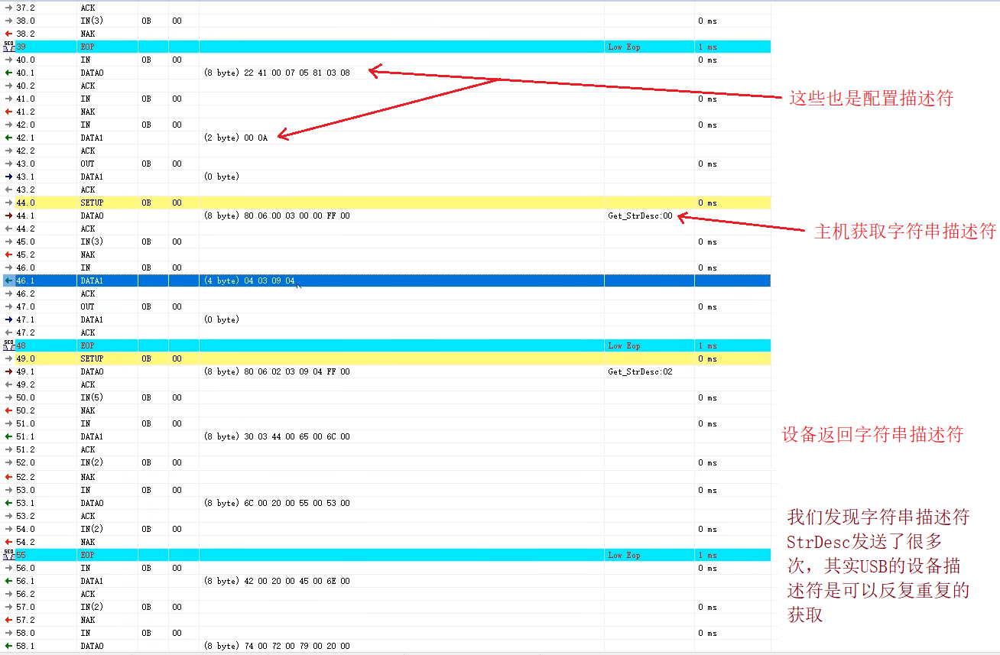 37.2 ACK
38.0 IN(3) 0B 00 0 ms
38.2 NAK
SE0 39 EOP Low Eop 1 ms
40.0 IN 0B 00 0 ms
40.1 DATA0 (8 byte) 22 41 00 07 05 81 03 08
40.2 ACK
41.0 IN 0B 00 0 ms
这些也是配置描述符
41.2 NAK
42.0 IN 0B 00 0 ms
42.1 DATA1 (2 byte) 00 0A
42.2 ACK
43.0 OUT 0B 00 0 ms
43.1 DATA1 (0 byte)
43.2 ACK
44.0 SETUP 0B 00 0 ms
44.1 DATA0 (8 byte) 80 06 00 03 00 00 FF 00 Get_StrDesc:00
44.2 ACK
主机获取字符串描述符
45.0 IN(3) 0B 00 0 ms
45.2 NAK
46.0 IN 0B 00 0 ms
46.1 DATA1 (4 byte) 04 03 09 04
46.2 ACK
47.0 OUT 0B 00 0 ms
47.1 DATA1 (0 byte)
47.2 ACK
SE0 48 EOP Low Eop 1 ms
49.0 SETUP 0B 00 0 ms
49.1 DATA0 (8 byte) 80 06 02 03 09 04 FF 00 Get_StrDesc:02
49.2 ACK
50.0 IN(5) 0B 00 0 ms
50.2 NAK
51.0 IN 0B 00 0 ms
51.1 DATA1 (8 byte) 30 03 44 00 65 00 6C 00
设备返回字符串描述符
51.2 ACK
52.0 IN(2) 0B 00 0 ms
52.2 NAK
53.0 IN 0B 00 0 ms
53.1 DATA0 (8 byte) 6C 00 20 00 55 00 53 00
53.2 ACK
54.0 IN(2) 0B 00 0 ms
54.2 NAK
SE0 55 EOP Low Eop 1 ms
56.0 IN 0B 00 0 ms
56.1 DATA1 (8 byte) 42 00 20 00 45 00 6E 00
56.2 ACK
57.0 IN(2) 0B 00 0 ms
57.2 NAK
58.0 IN 0B 00 0 ms
58.1 DATA0 (8 byte) 74 00 72 00 79 00 20 00
我们发现字符串描述符
StrDesc发送了很多
次，其实USB的设备描
述符是可以反复重复的
获取